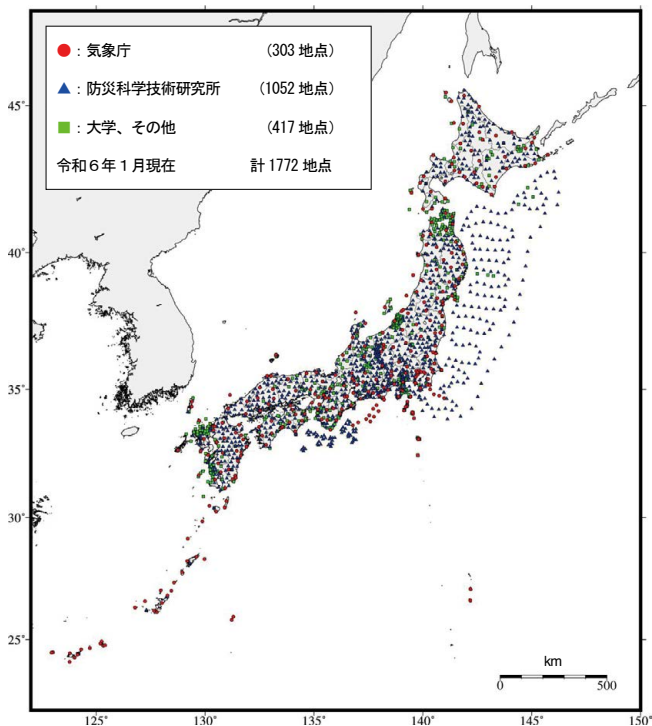 ：気象庁 （303 地点）
：防災科学技術研究所 （1052 地点）
：大学、その他 （417 地点）
令和６年１月現在 計 1772 地点
45°
40°
35°
30°
25°
km
0 500
125° 130° 135° 140° 145° 150°